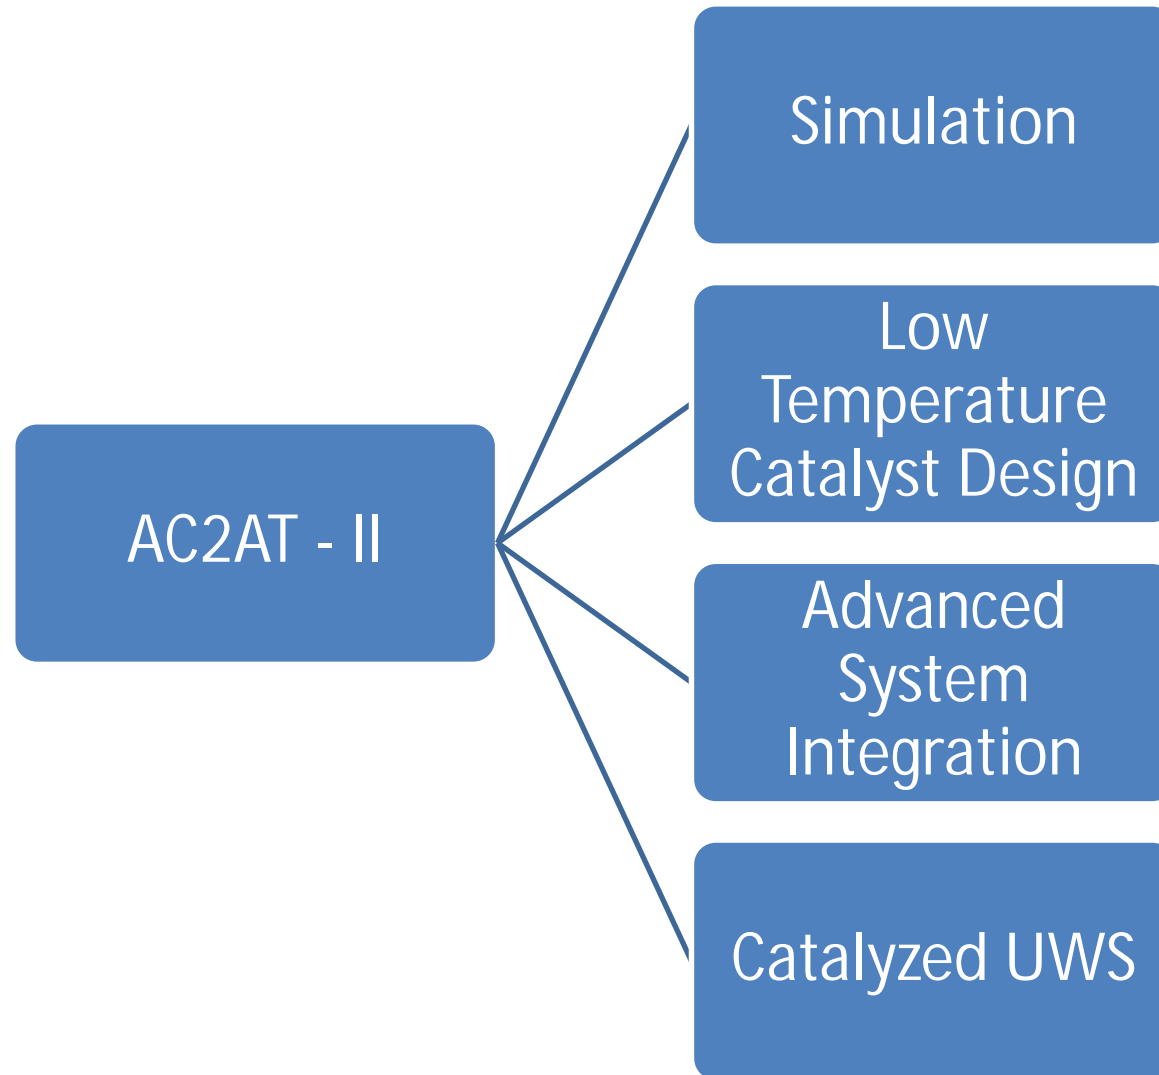 Simulation
Low
Temperature
Catalyst Design
AC2AT - II
Advanced
System
Integration
Catalyzed UWS